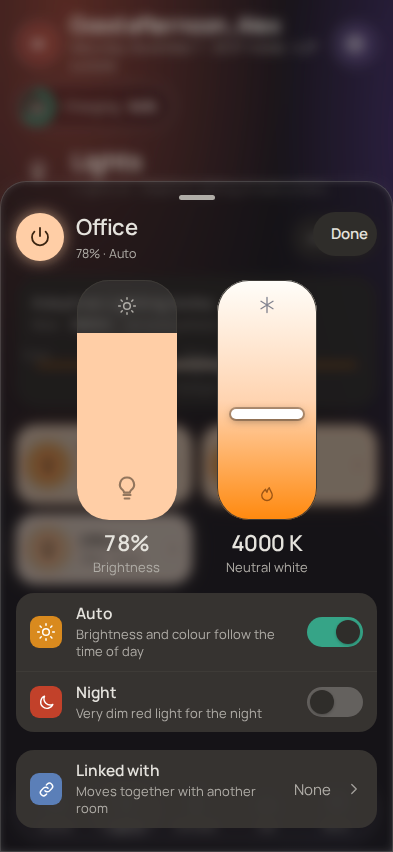 Office
Done
78% · Auto
78%
Brightness
4000 K
Neutral white
Auto
Brightness and colour follow the
time of day
Night
Very dim red light for the night
Linked with
Moves together with another
room
None